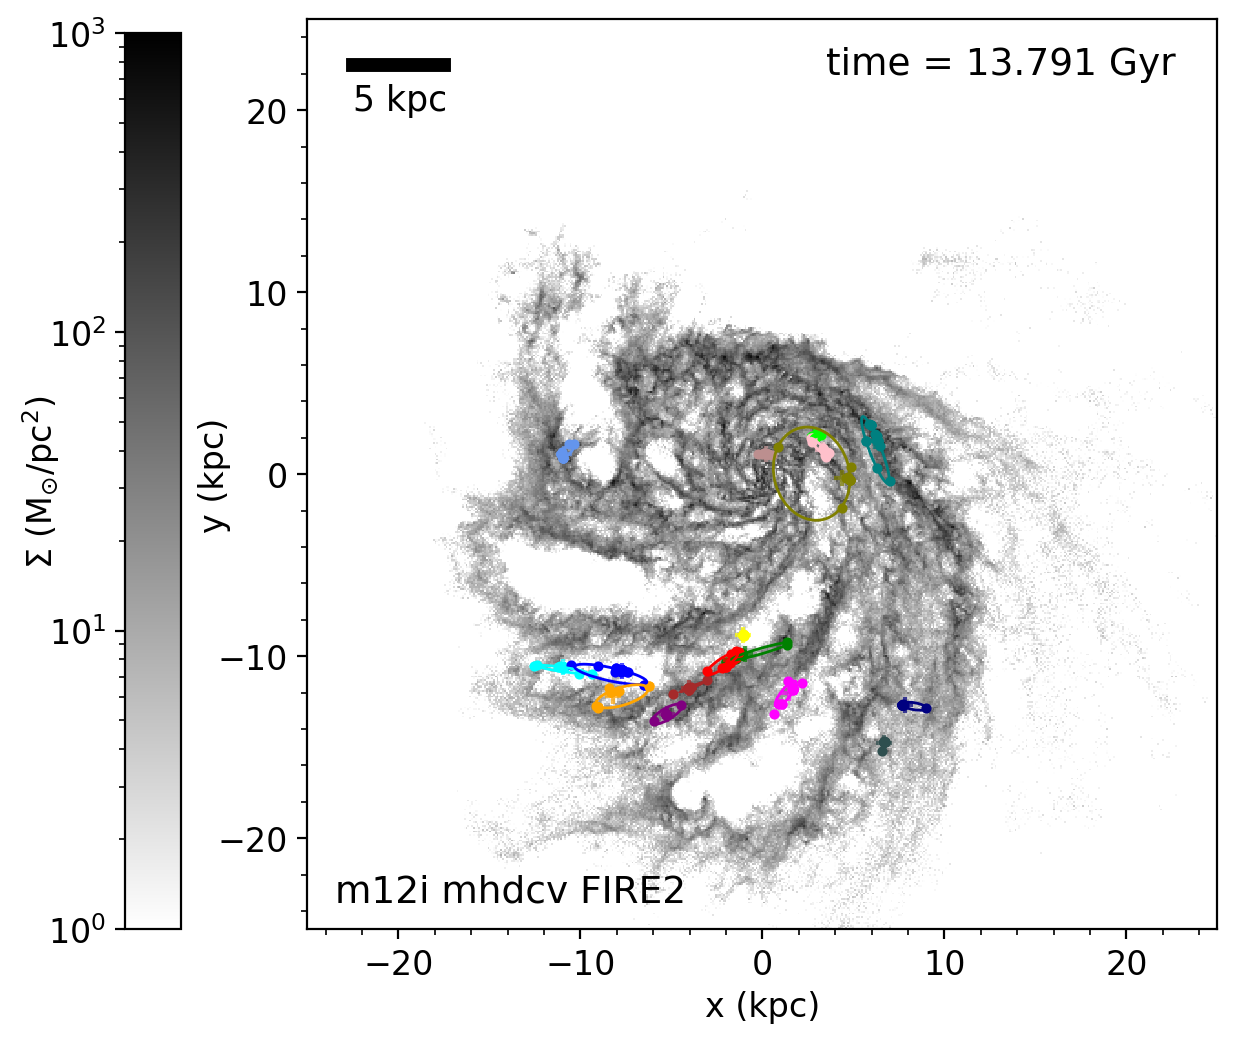 10³
10²
10¹
10⁰
Σ (M☉/pc²)
y (kpc)
20
10
0
−10
−20
5 kpc
time = 13.791 Gyr
m12i mhdcv FIRE2
−20 −10 0 10 20
x (kpc)